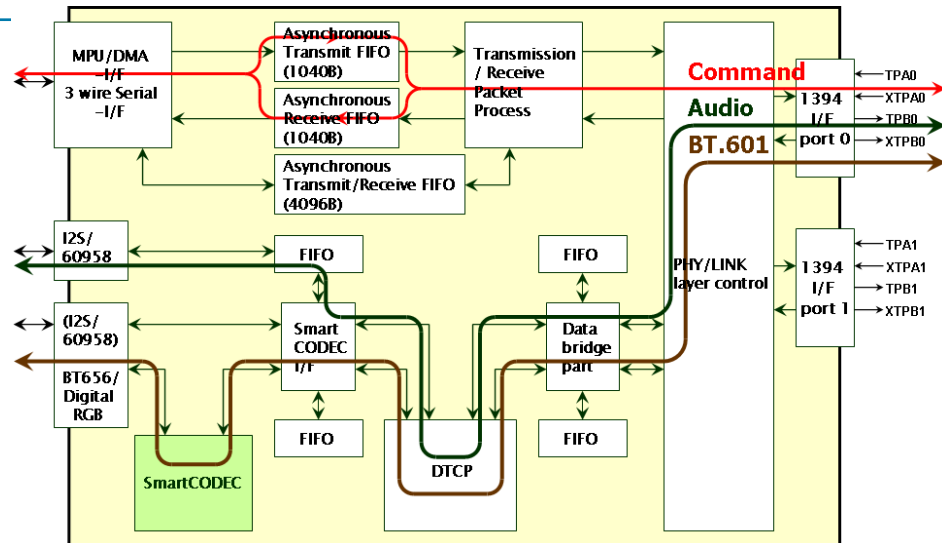 MPU/DMA
-I/F
3 wire Serial
-I/F
Asynchronous
Transmit FIFO
(1040B)
Asynchronous
Receive FIFO
(1040B)
Asynchronous
Transmit/Receive FIFO
(4096B)
Transmission
/ Receive
Packet
Process
Command
Audio
BT.601
1394
I/F
port 0
TPA0
XTPA0
TPB0
XTPB0
I2S/
60958
FIFO
FIFO
PHY/LINK
layer control
1394
I/F
port 1
TPA1
XTPA1
TPB1
XTPB1
(I2S/
60958)
BT656/
Digital
RGB
Smart
CODEC
I/F
Data
bridge
part
FIFO
FIFO
SmartCODEC
DTCP